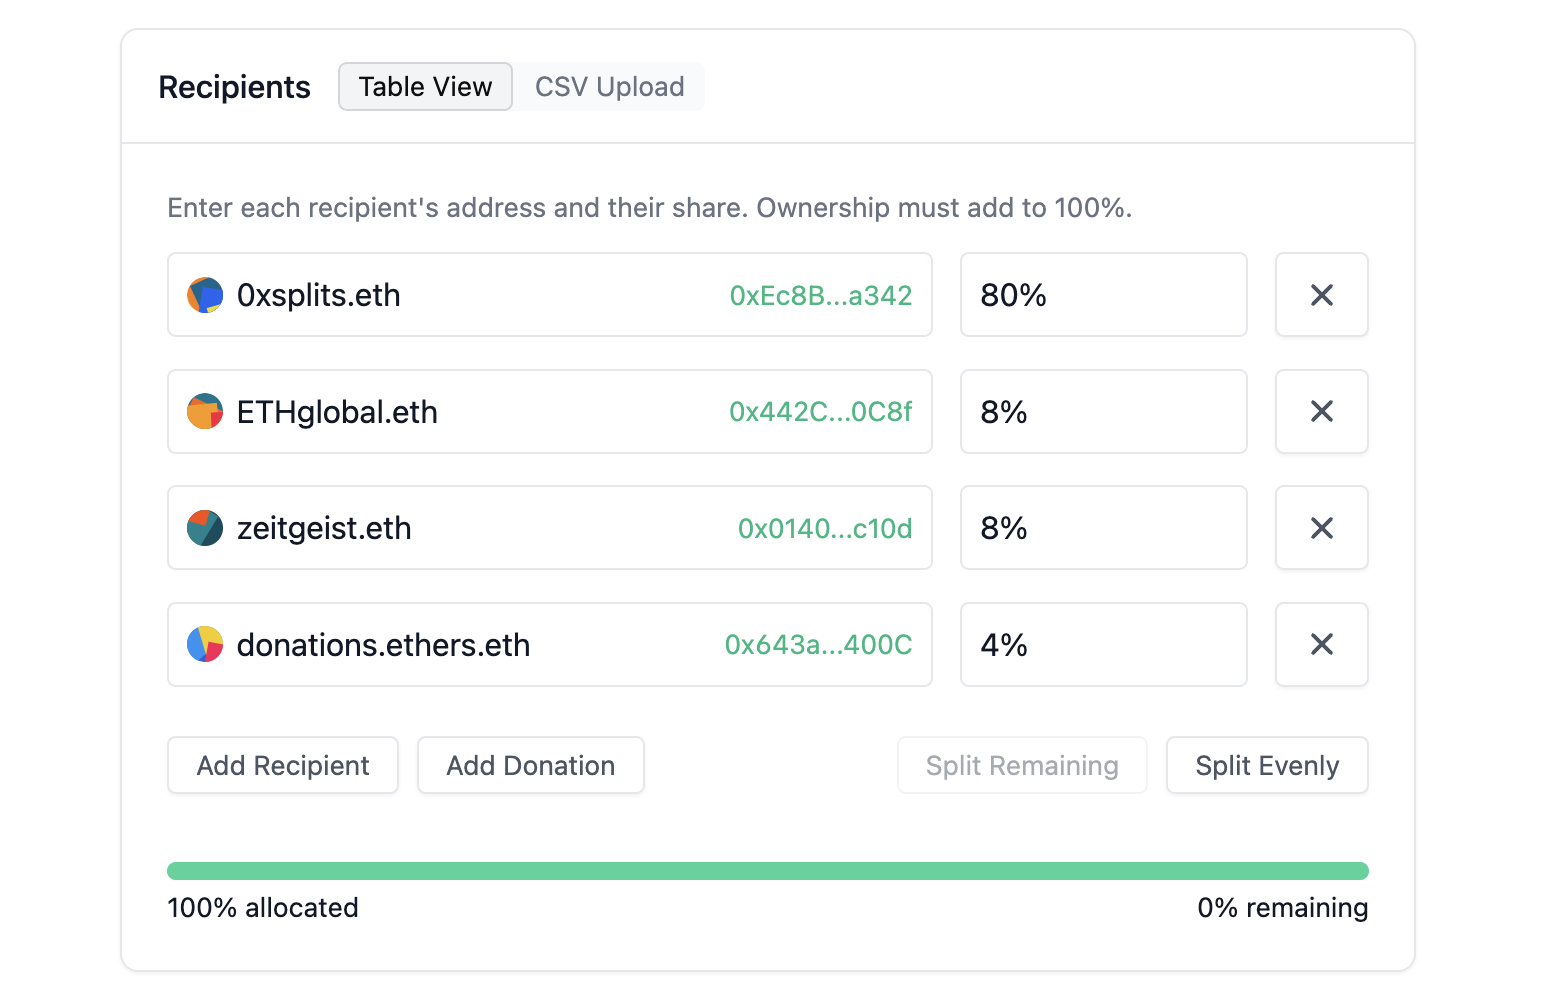 Recipients Table View CSV Upload
Enter each recipient's address and their share. Ownership must add to 100%.
0xsplits.eth 0xEc8B...a342 80%
ETHglobal.eth 0x442C...0C8f 8%
zeitgeist.eth 0x0140...c10d 8%
donations.ethers.eth 0x643a...400C 4%
Add Recipient Add Donation Split Remaining Split Evenly
100% allocated 0% remaining